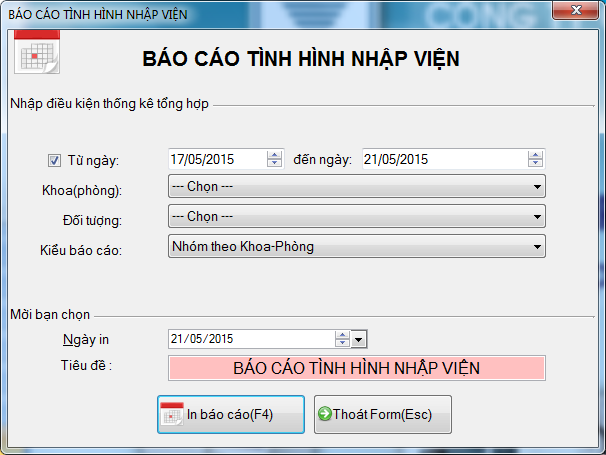 BÁO CÁO TÌNH HÌNH NHẬP VIỆN
BÁO CÁO TÌNH HÌNH NHẬP VIỆN
Nhập điều kiện thống kê tổng hợp
Từ ngày: 17/05/2015 đến ngày: 21/05/2015
Khoa(phòng): --- Chọn ---
Đối tượng: --- Chọn ---
Kiểu báo cáo: Nhóm theo Khoa-Phòng
Mời bạn chọn
Ngày in 21/05/2015
Tiêu đề : BÁO CÁO TÌNH HÌNH NHẬP VIỆN
In báo cáo(F4) Thoát Form(Esc)